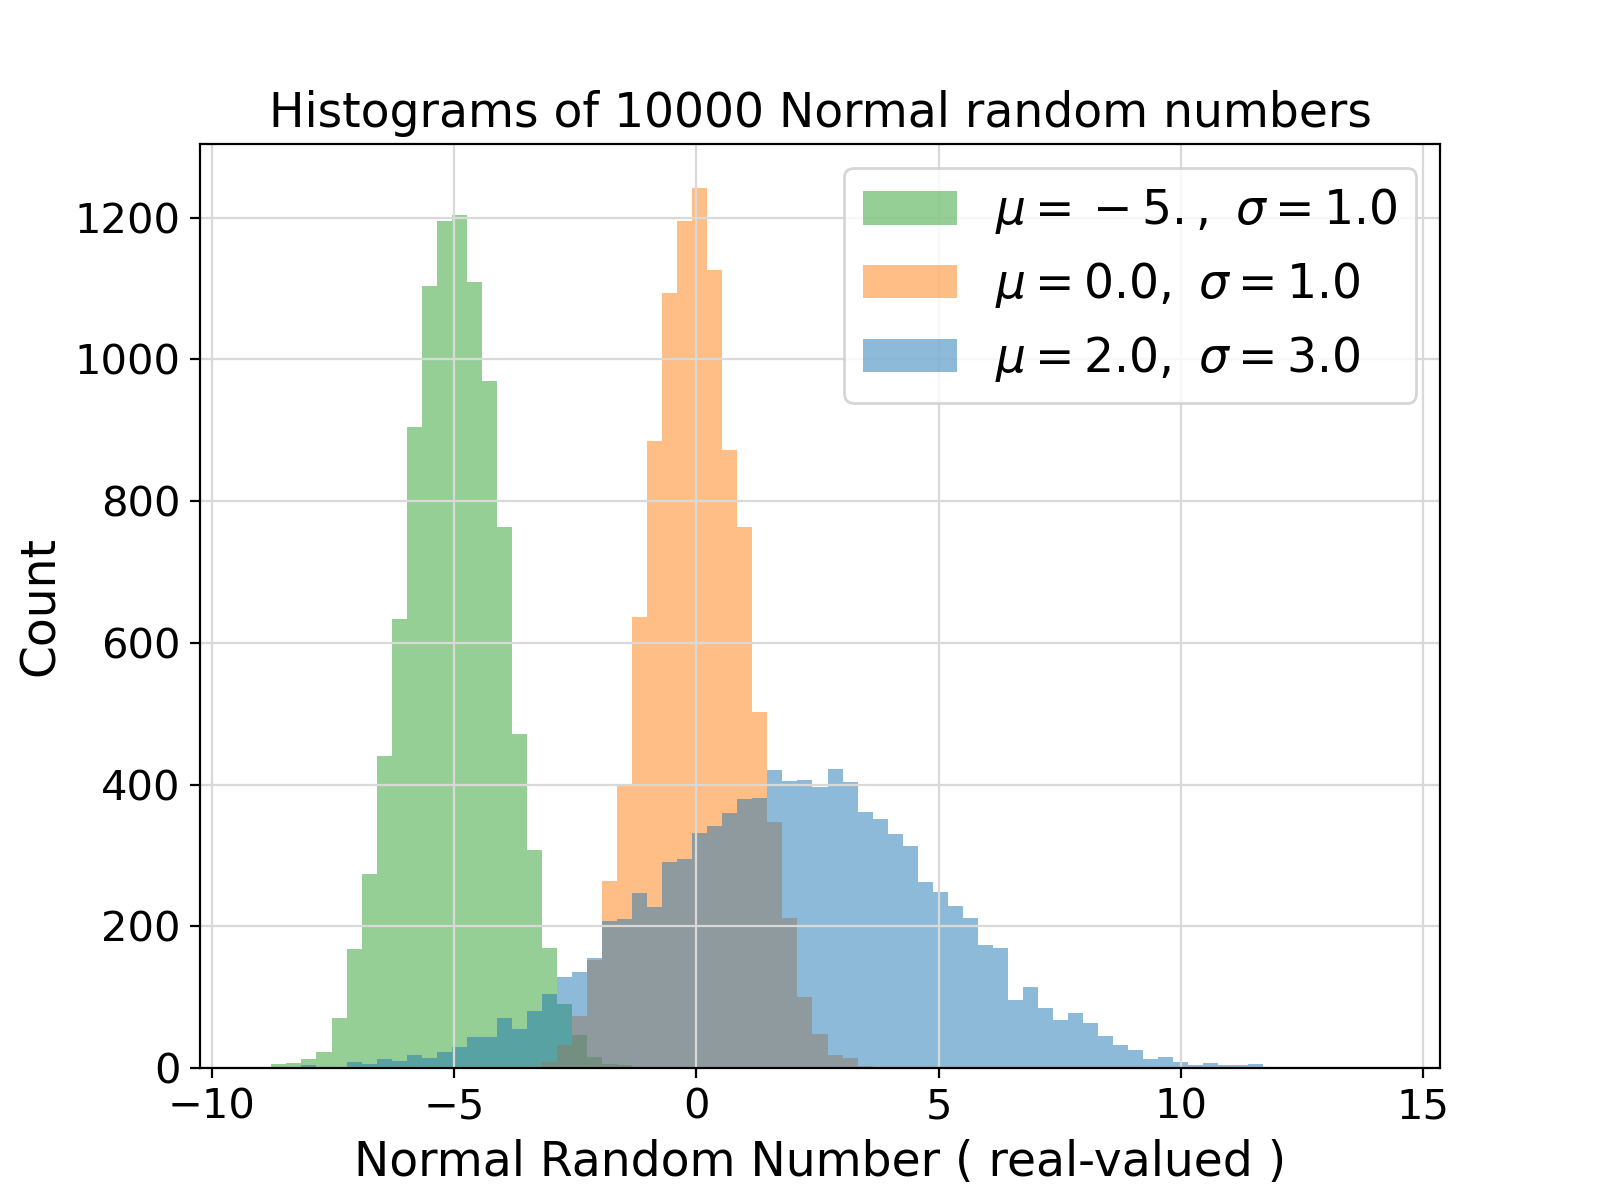 Histograms of 10000 Normal random numbers
μ = −5. , σ = 1.0
μ = 0.0, σ = 1.0
μ = 2.0, σ = 3.0
1200
1000
800
600
400
200
0
Count
−10 −5 0 5 10 15
Normal Random Number ( real-valued )